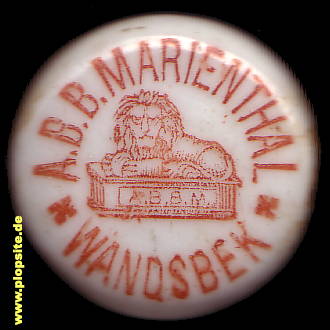 A.B.B. MARIENTHAL
A.B.B.M.
* WANDSBEK *
www.plopsite.de